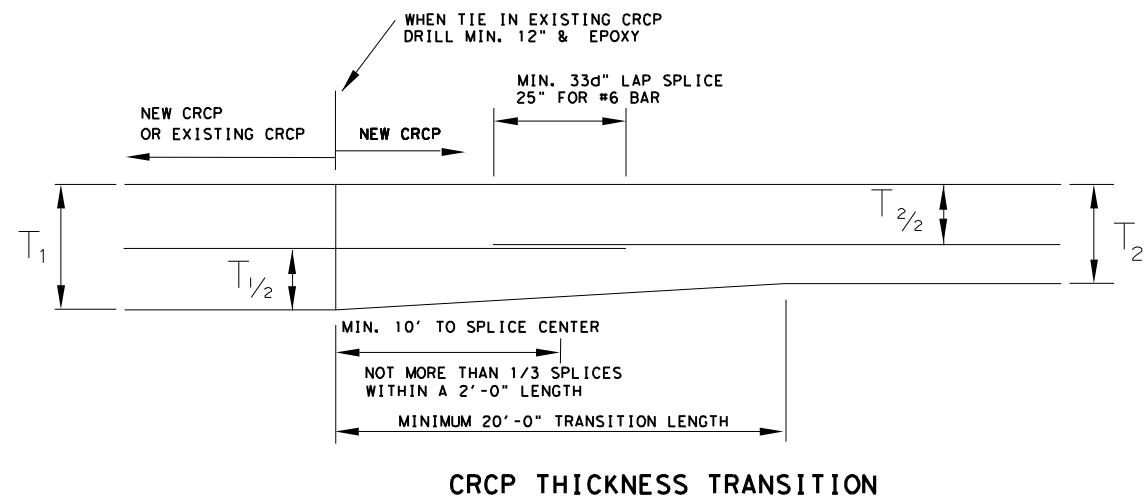 WHEN TIE IN EXISTING CRCP
DRILL MIN. 12" & EPOXY
MIN. 33d" LAP SPLICE
25" FOR #6 BAR
NEW CRCP
OR EXISTING CRCP
NEW CRCP
T1
T1/2
T2/2
T2
MIN. 10' TO SPLICE CENTER
NOT MORE THAN 1/3 SPLICES
WITHIN A 2'-0" LENGTH
MINIMUM 20'-0" TRANSITION LENGTH
CRCP THICKNESS TRANSITION